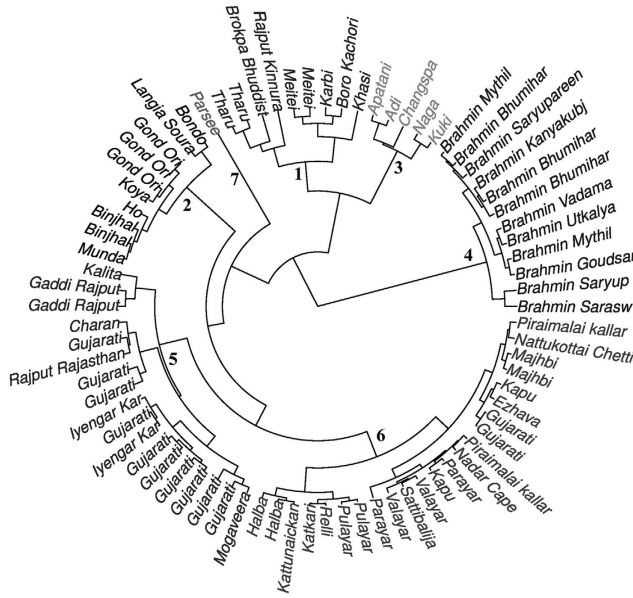 Parsee
Tharu
Tharu
Brokpa Bhuddist
Rajput Kinnura
Meitei
Meitei
Karbi
Boro Kachori
Khasi
Apatani
Adi
Changspa
Naga
Kuki
Brahmin Mythil
Brahmin Bhumihar
Brahmin Saryupareen
Brahmin Kanyakubj
Brahmin Bhumihar
Brahmin Bhumihar
Brahmin Vadama
Brahmin Utkalya
Brahmin Mythil
Brahmin Goudsar
Brahmin Saryup
Brahmin Sarasw
Piraimalai kallar
Nattukottai Chetti
Majhbi
Majhbi
Kapu
Ezhava
Gujarati
Gujarati
Piraimalai kallar
Nadar Cape
Parayar
Kapu
Valayar
Sattibalija
Valayar
Parayar
Pulayar
Pulayar
Relli
Katkari
Kattunaickan
Halba
Halba
Mogaveera
Gujarati
Gujarati
Gujarati
Gujarati
Gujarati
Iyengar Kar
Gujarati
Iyengar Kar
Gujarati
Gujarati
Rajput Rajasthan
Gujarati
Charan
Gaddi Rajput
Gaddi Rajput
Kalita
Munda
Binjhal
Binjhal
Ho
Koya
Gond Ori
Gond Ori
Gond Ori
Langia Soura
Bondo
1
2
3
4
5
6
7